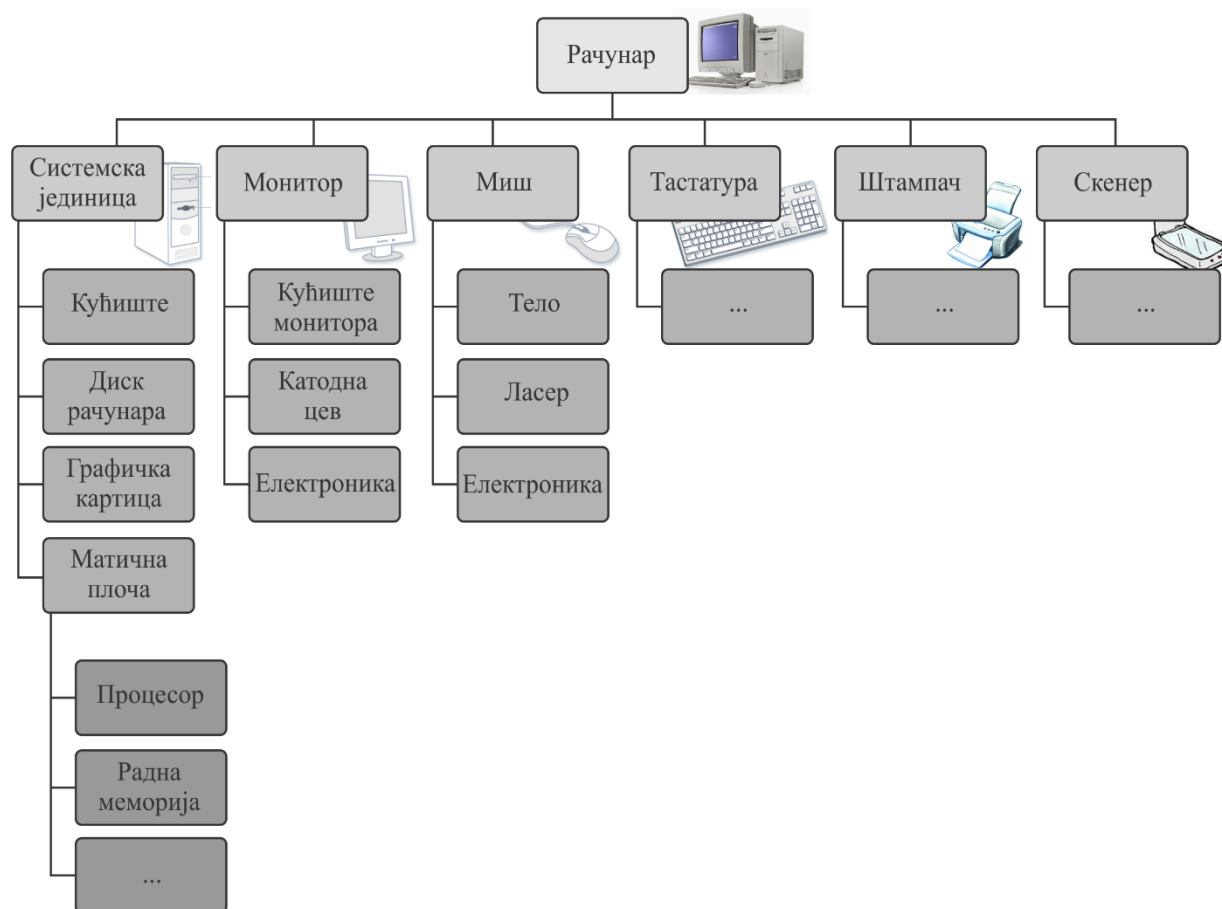 Рачунар
Системска
јединица
Монитор
Миш
Тастатура
Штампач
Скенер
Кућиште
Диск
рачунара
Графичка
картица
Матична
плоча
Процесор
Радна
меморија
...
Кућиште
монитора
Катодна
цев
Електроника
Тело
Ласер
Електроника
...
...
...